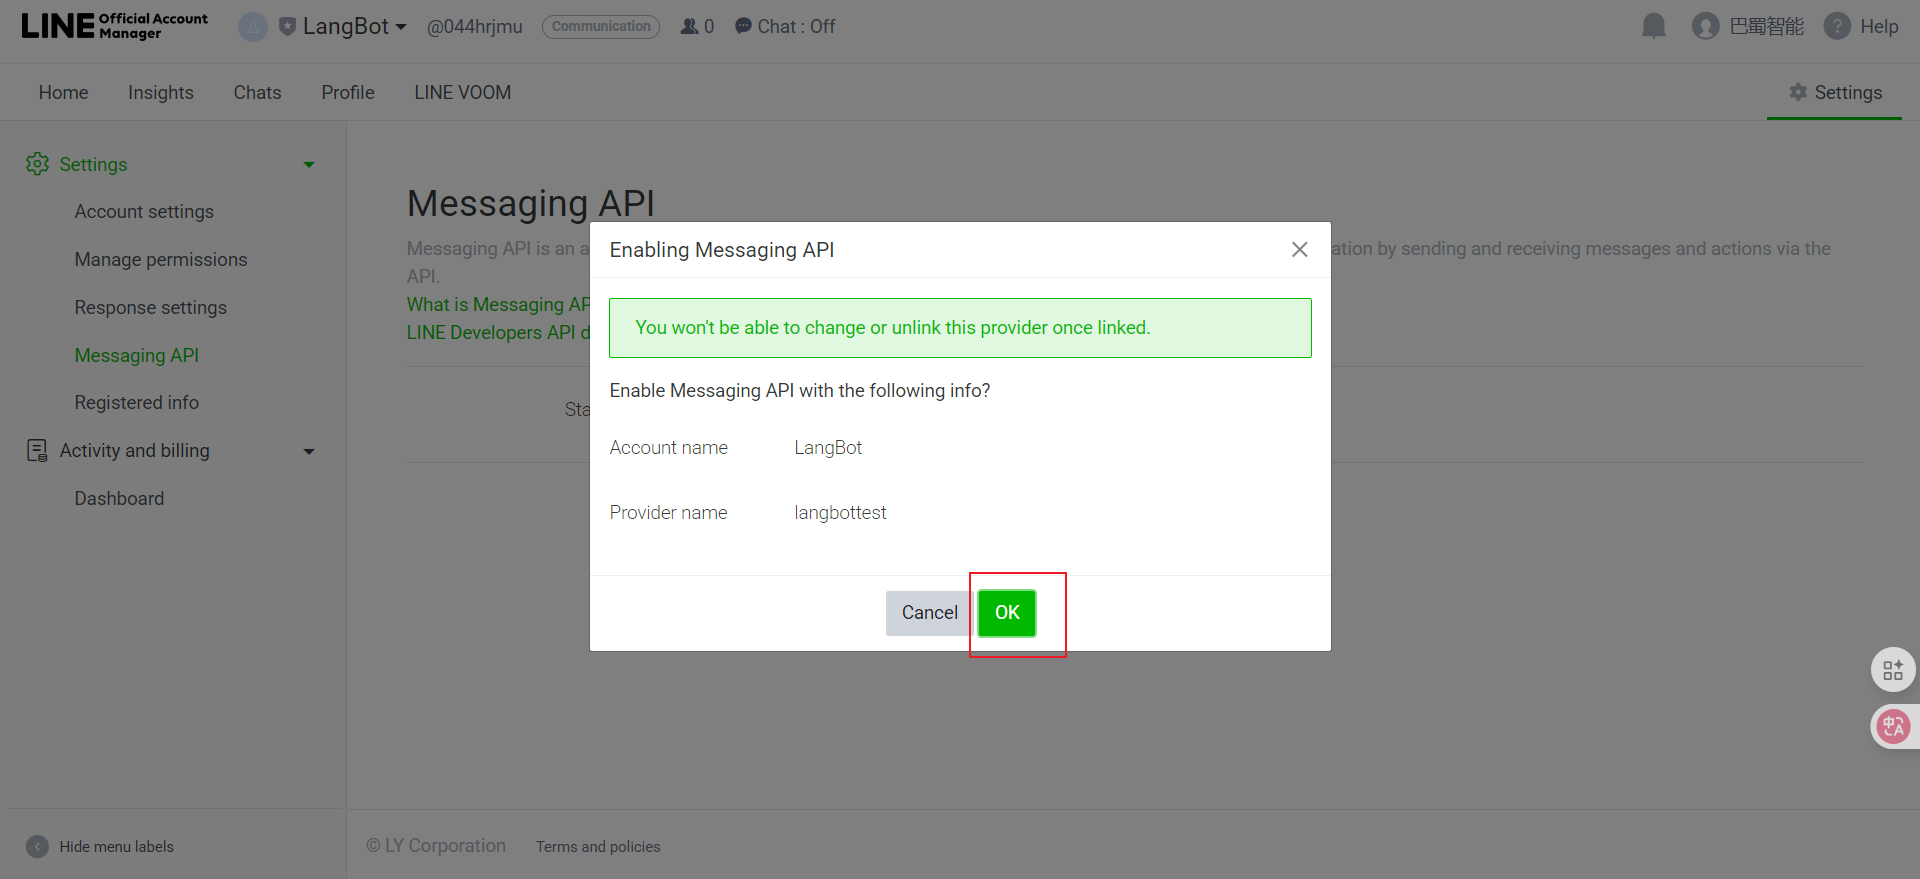 LINE Official Account Manager
LangBot
@044hrjmu
Communication
0
Chat : Off
巴蜀智能
? Help
Home
Insights
Chats
Profile
LINE VOOM
Settings
Settings
Account settings
Manage permissions
Response settings
Messaging API
Registered info
Activity and billing
Dashboard
Hide menu labels
Messaging API
Messaging API is an a
ation by sending and receiving messages and actions via the
API.
What is Messaging AP
LINE Developers API d
Sta
Enabling Messaging API
You won't be able to change or unlink this provider once linked.
Enable Messaging API with the following info?
Account name LangBot
Provider name langbottest
Cancel
OK
中A
© LY Corporation
Terms and policies